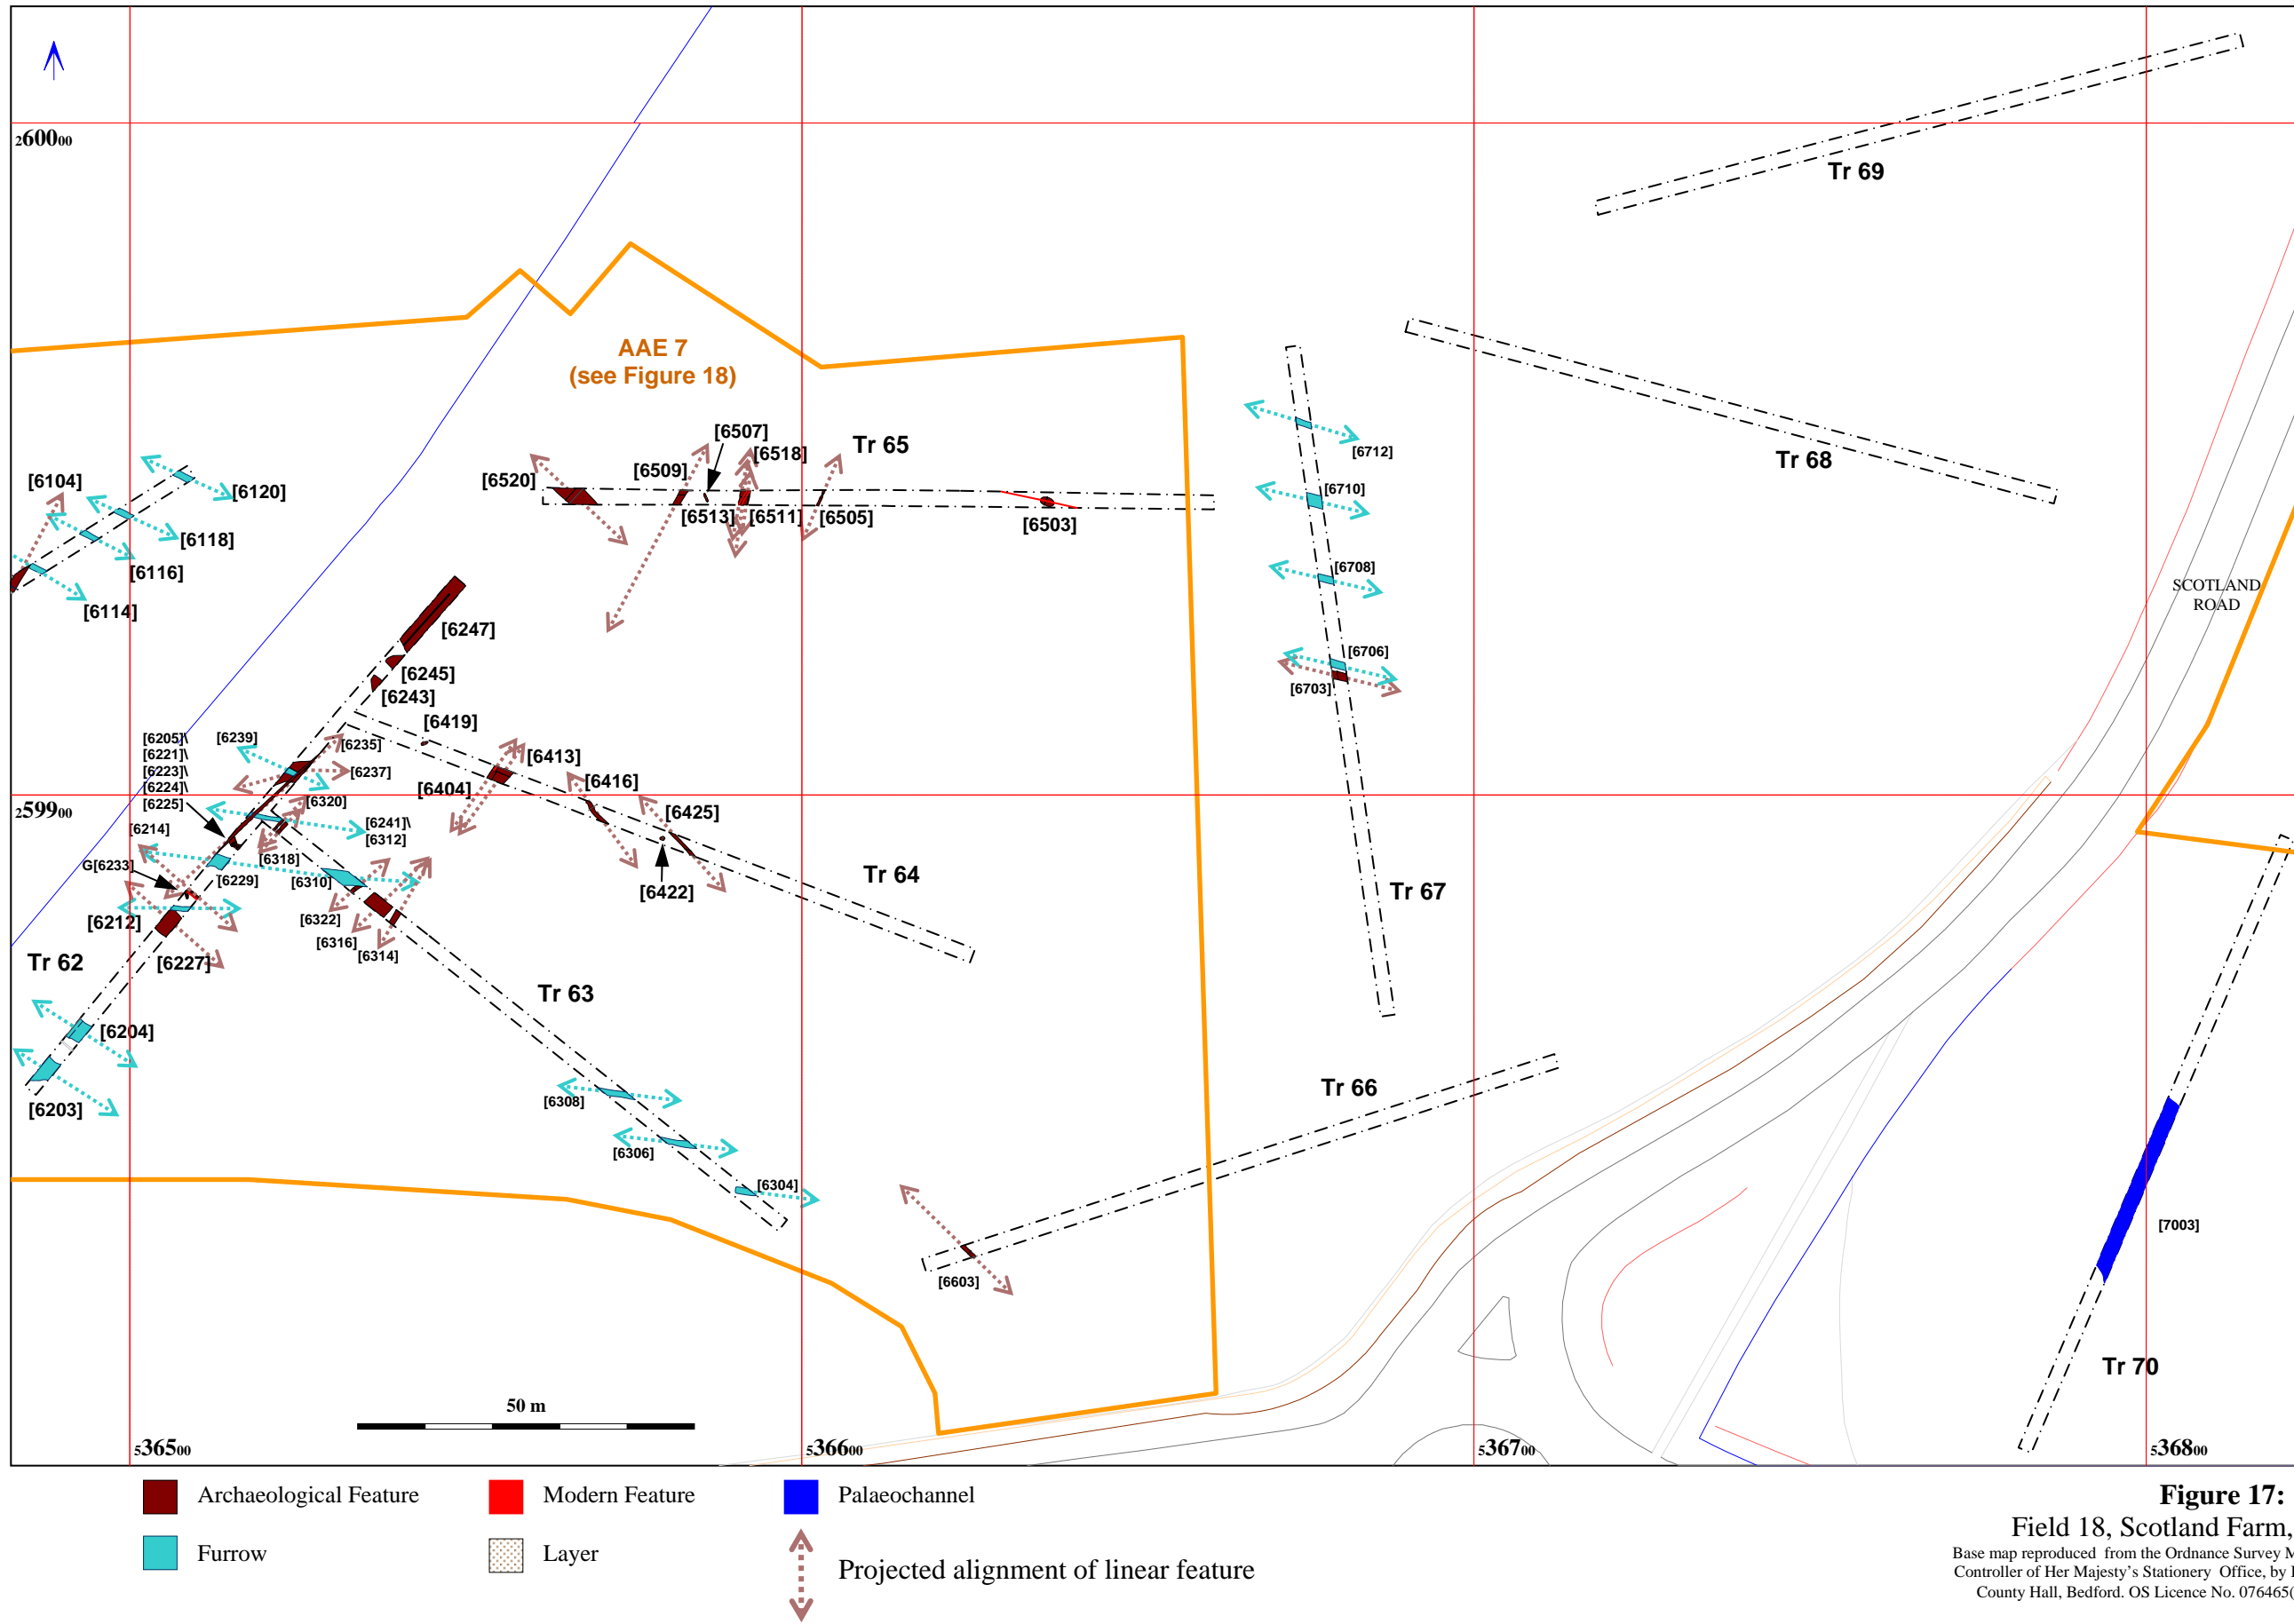 260000
Tr 69
AAE 7
(see Figure 18)
[6507]
[6518]
Tr 65
[6104]
[6509]
[6520]
[6712]
Tr 68
[6120]
[6710]
[6513]
[6511]
[6505]
[6503]
[6118]
[6116]
[6708]
[6114]
SCOTLAND
ROAD
[6247]
[6245]
[6706]
[6243]
[6703]
[6419]
[6205]\
[6239]
[6235]
[6221]\
[6413]
[6223]\
[6237]
[6224]\
[6404]
[6416]
[6225]
[6320]
259900
[6425]
[6214]
[6241]\
[6312]
[6318]
G[6233]
[6229]
[6310]
Tr 64
[6422]
Tr 67
[6212]
[6322]
[6316]
[6314]
Tr 62
[6227]
Tr 63
[6204]
Tr 66
[6308]
[6203]
[6306]
[6304]
[7003]
[6603]
Tr 70
50 m
536500
536600
536700
536800
Archaeological Feature
Modern Feature
Palaeochannel
Furrow
Layer
Projected alignment of linear feature
Figure 17:
Field 18, Scotland Farm,
Base map reproduced from the Ordnance Survey
Controller of Her Majesty's Stationery Office, by
County Hall, Bedford. OS Licence No. 076465(